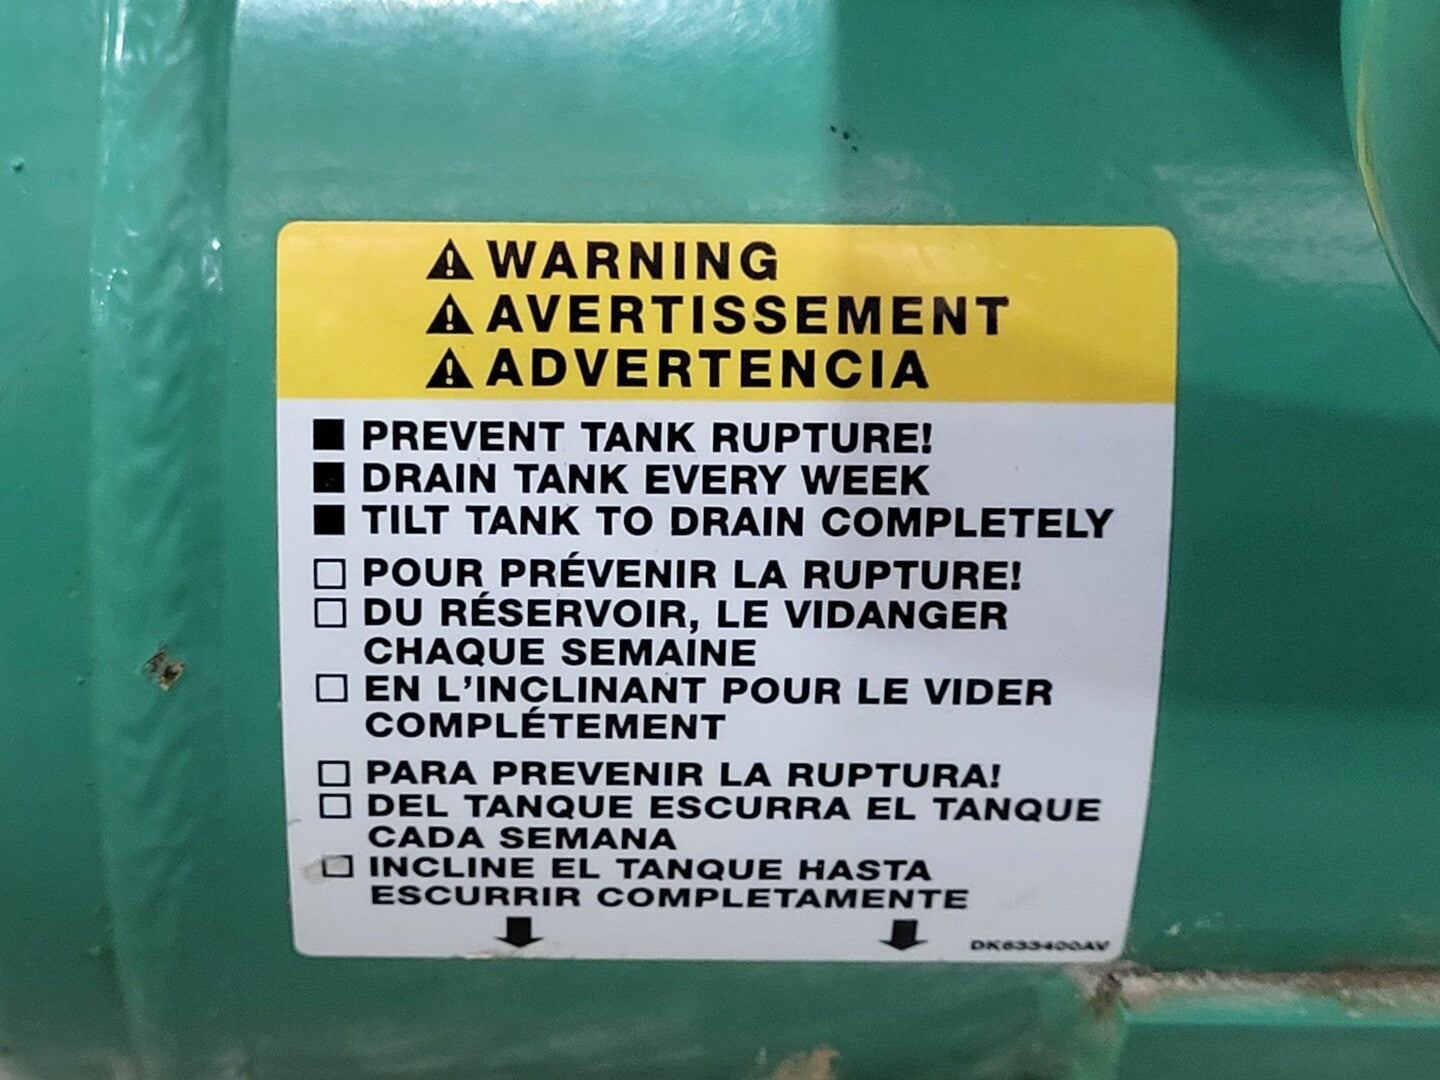 WARNING
AVERTISSEMENT
ADVERTENCIA
PREVENT TANK RUPTURE!
DRAIN TANK EVERY WEEK
TILT TANK TO DRAIN COMPLETELY
POUR PRÉVENIR LA RUPTURE!
DU RÉSERVOIR, LE VIDANGER
CHAQUE SEMAINE
EN L'INCLINANT POUR LE VIDER
COMPLÉTEMENT
PARA PREVENIR LA RUPTURA!
DEL TANQUE ESCURRA EL TANQUE
CADA SEMANA
INCLINE EL TANQUE HASTA
ESCURRIR COMPLETAMENTE
DK633400AV